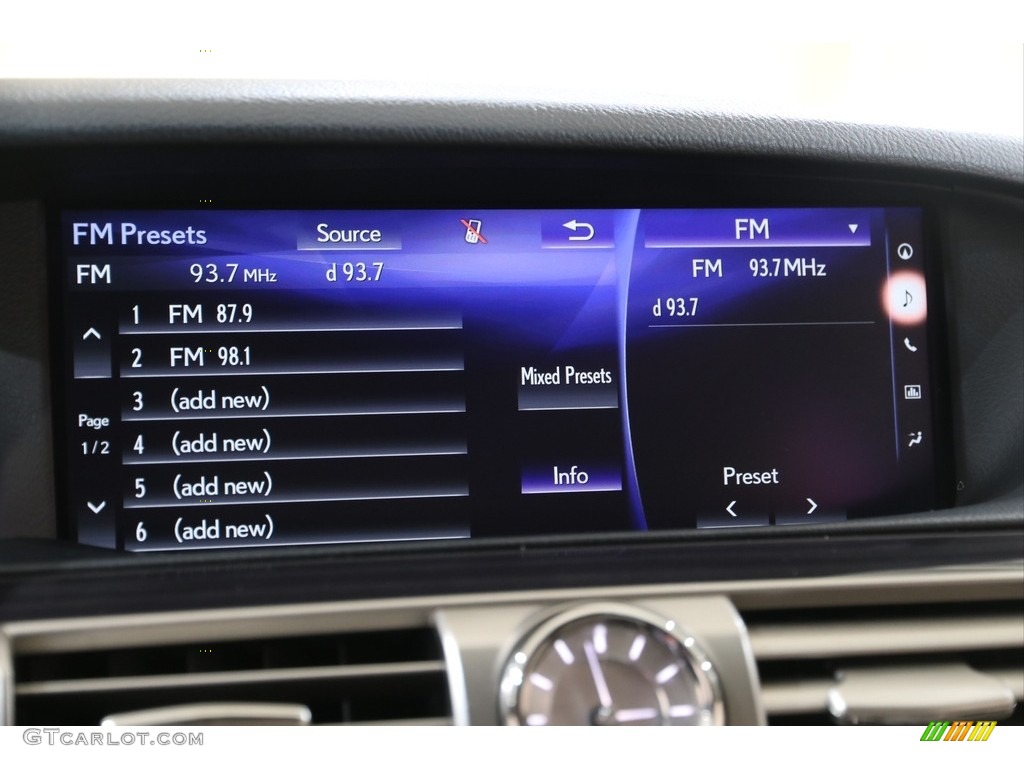 FM Presets Source FM
FM 93.7 MHz d 93.7 FM 93.7MHz
d 93.7
1 FM 87.9
2 FM 98.1
Mixed Presets
3 (add new)
Page
1/2
4 (add new)
5 (add new)
Info
Preset
< >
6 (add new)
GTCARLOT.COM